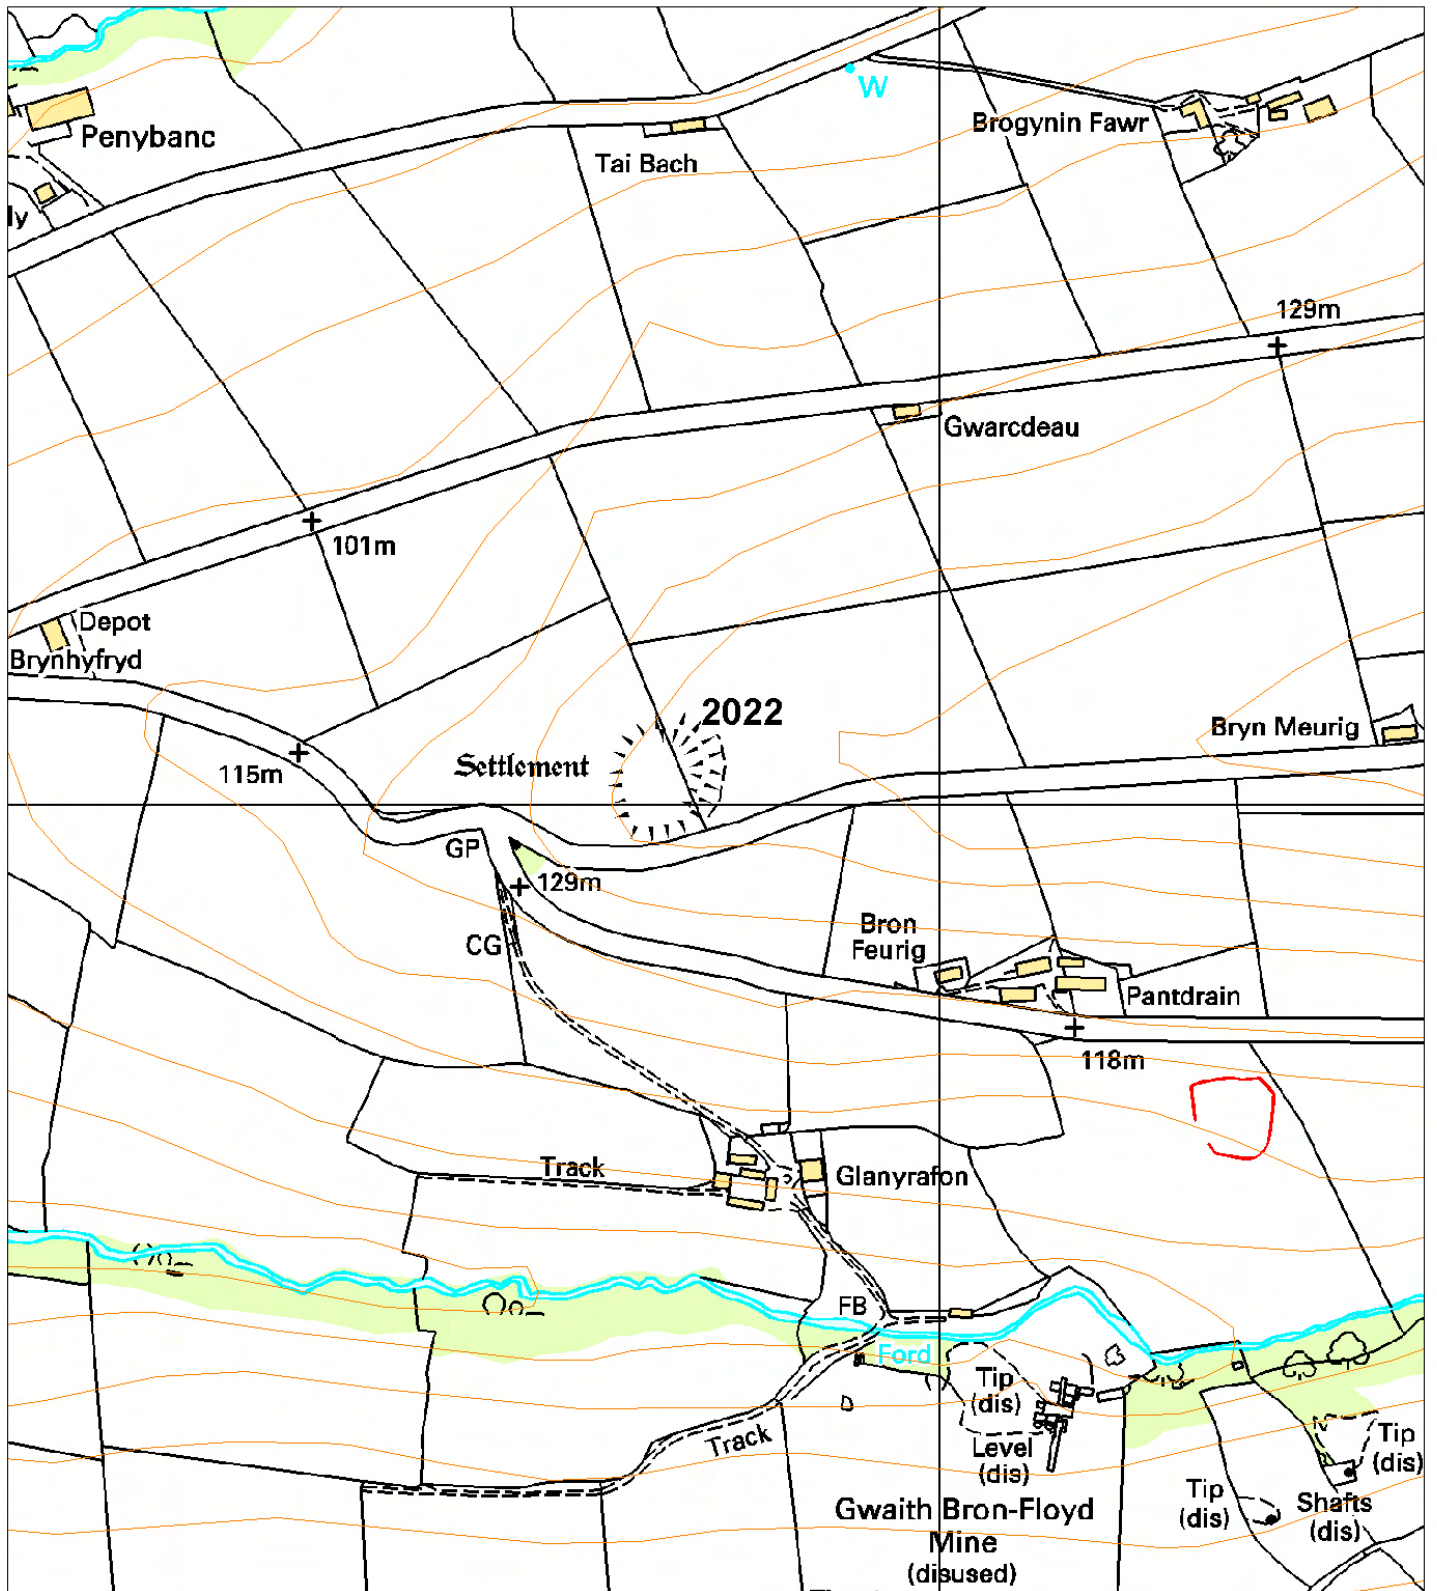 W
Brogynin Fawr
Penybanc
Tai Bach
ly
129m
Gwarcdeau
101m
Depot
Brynhyfryd
2022
Bryn Meurig
Settlement
115m
GP
129m
Bron
Feurig
CG
Pantdrain
118m
Track
Glanyrafon
FB
Ford
Tip
(dis)
Track
Level
(dis)
Tip
(dis)
Tip
(dis)
Shafts
(dis)
Gwaith Bron-Floyd
Mine
(disused)